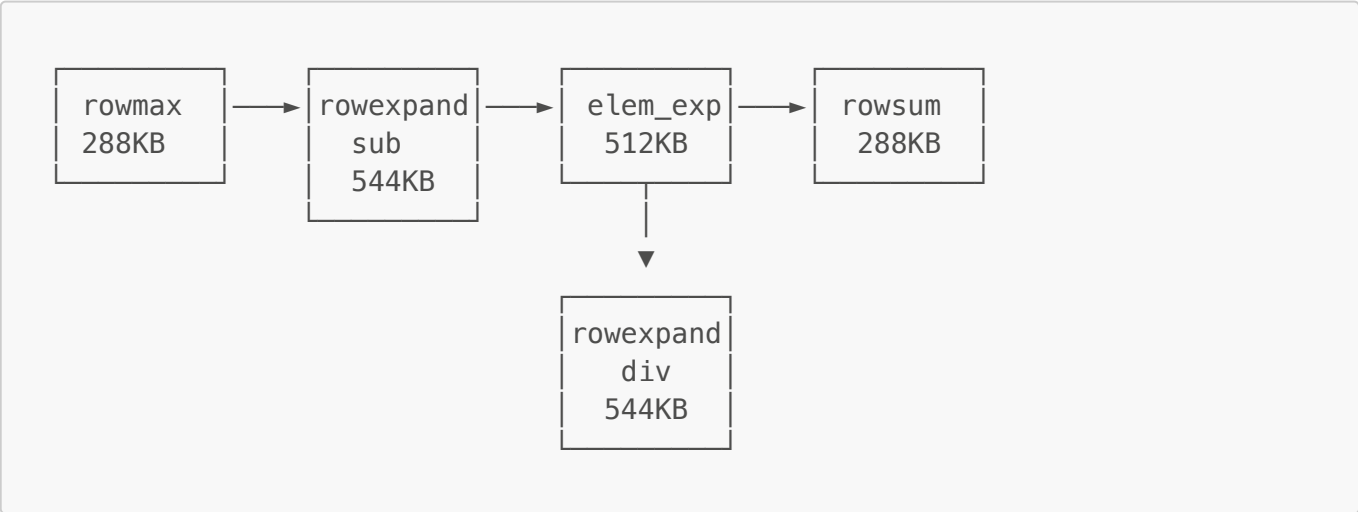 rowmax
288KB
rowexpand
sub
544KB
elem_exp
512KB
rowsum
288KB
rowexpand
div
544KB